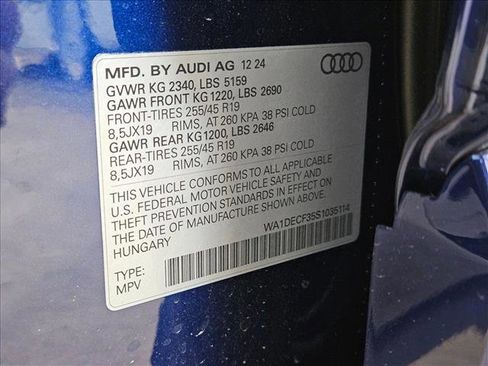 MFD. BY AUDI AG 12 24
GVWR KG 2340, LBS 5159
GAWR FRONT KG 1220, LBS 2690
FRONT-TIRES 255/45 R19
8,5JX19 RIMS, AT 260 KPA 38 PSI COLD
GAWR REAR KG1200, LBS 2646
REAR-TIRES 255/45 R19
8,5JX19 RIMS, AT 260 KPA 38 PSI COLD
THIS VEHICLE CONFORMS TO ALL APPLICABLE
U.S. FEDERAL MOTOR VEHICLE SAFETY AND
THEFT PREVENTION STANDARDS IN EFFECT ON
THE DATE OF MANUFACTURE SHOWN ABOVE.
HUNGARY
WA1DECF35S1035114
TYPE:
MPV